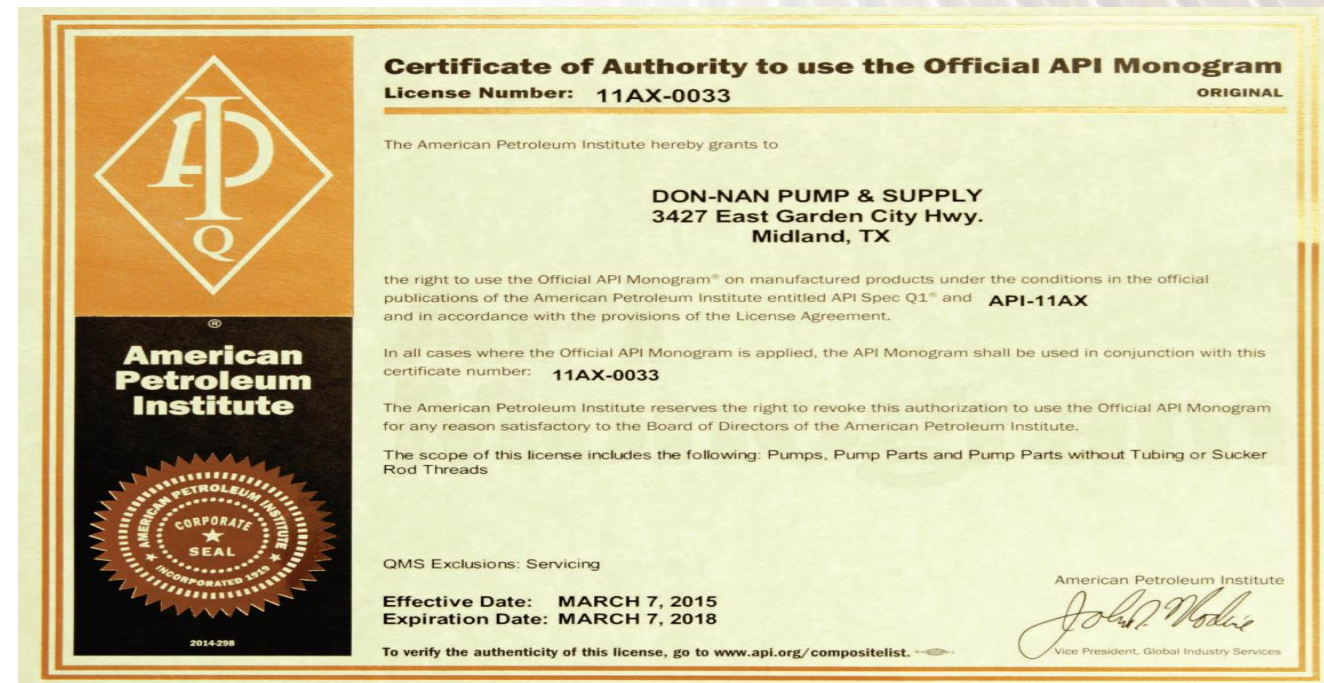 Certificate of Authority to use the Official API Monogram
License Number: 11AX-0033
ORIGINAL
The American Petroleum Institute hereby grants to
DON-NAN PUMP & SUPPLY
3427 East Garden City Hwy.
Midland, TX
the right to use the Official API Monogram® on manufactured products under the conditions in the official
publications of the American Petroleum Institute entitled API Spec Q1® and API-11AX
and in accordance with the provisions of the License Agreement.
In all cases where the Official API Monogram is applied, the API Monogram shall be used in conjunction with this
certificate number: 11AX-0033
The American Petroleum Institute reserves the right to revoke this authorization to use the Official API Monogram
for any reason satisfactory to the Board of Directors of the American Petroleum Institute.
The scope of this license includes the following: Pumps, Pump Parts and Pump Parts without Tubing or Sucker
Rod Threads
QMS Exclusions: Servicing
Effective Date: MARCH 7, 2015
Expiration Date: MARCH 7, 2018
To verify the authenticity of this license, go to www.api.org/compositelist.
American Petroleum Institute
Vice President, Global Industry Services
API
Q
®
American
Petroleum
Institute
AMERICAN PETROLEUM INSTITUTE
CORPORATE
SEAL
INCORPORATED 1919
2014-298